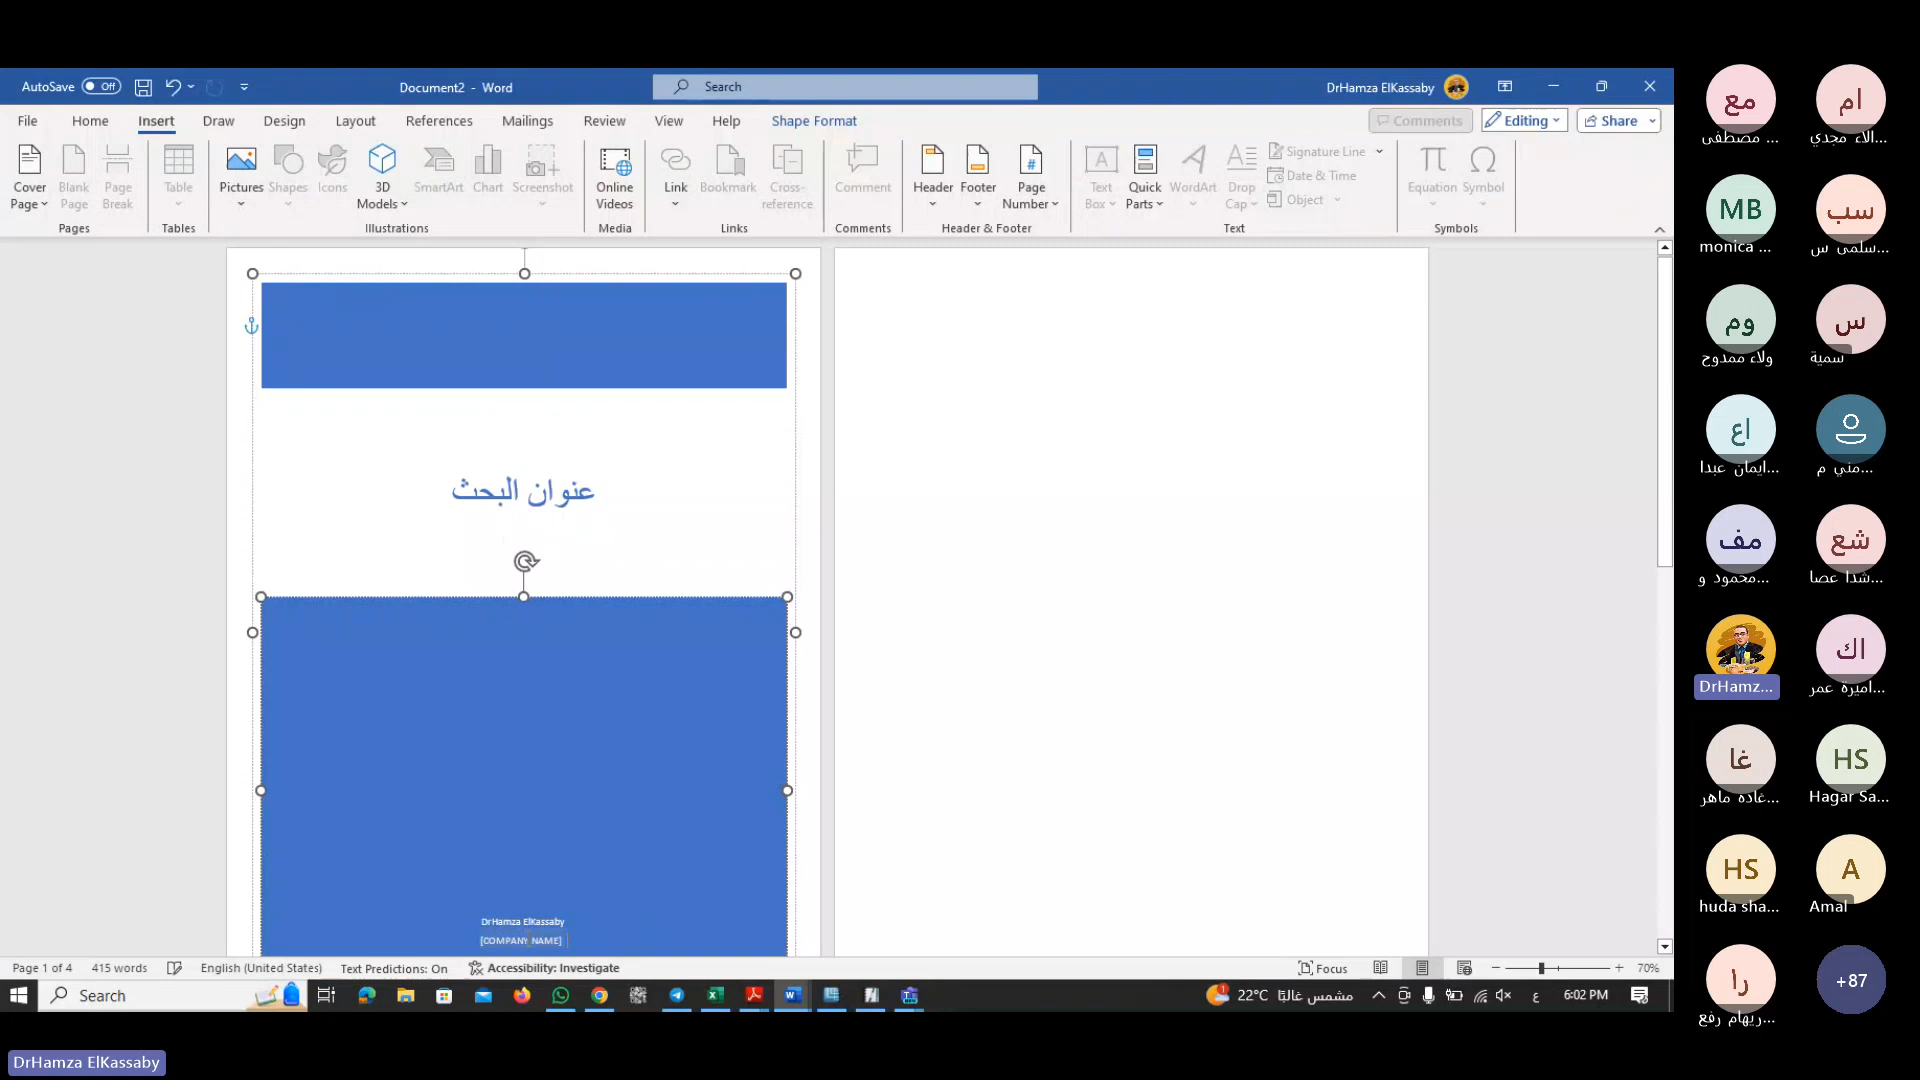 AutoSave Off
Document2 - Word
Search
DrHamza ElKassaby
File Home Insert Draw Design Layout References Mailings Review View Help Shape Format
Comments Editing Share
Cover Page
Blank Page
Page Break
Table
Pictures
Shapes
Icons
3D Models
SmartArt
Chart
Screenshot
Online Videos
Link
Bookmark
Cross-reference
Comment
Header
Footer
Page Number
Text Box
Quick Parts
WordArt
Drop Cap
Signature Line
Date & Time
Object
Equation
Symbol
Pages Tables Illustrations Media Links Comments Header & Footer Text Symbols
عنوان البحث
DrHamza ElKassaby
[COMPANY NAME]
Page 1 of 4 415 words English (United States) Text Predictions: On Accessibility: Investigate Focus 70%
Search
22°C مشمس غالبًا ع 6:02 PM
DrHamza ElKassaby
مع
مصطفى ...
ام
الاء مجدي...
MB
monica ...
سب
سلمى س...
وم
ولاء ممدوح
س
سمية
اع
ايمان عبدا...
مني م...
مف
محمود و...
شع
شذا عصا...
DrHamz...
اك
اميرة عمر...
غا
غاده ماهر...
HS
Hagar Sa...
HS
huda sha...
A
Amal
را
ريهام رفع...
+87